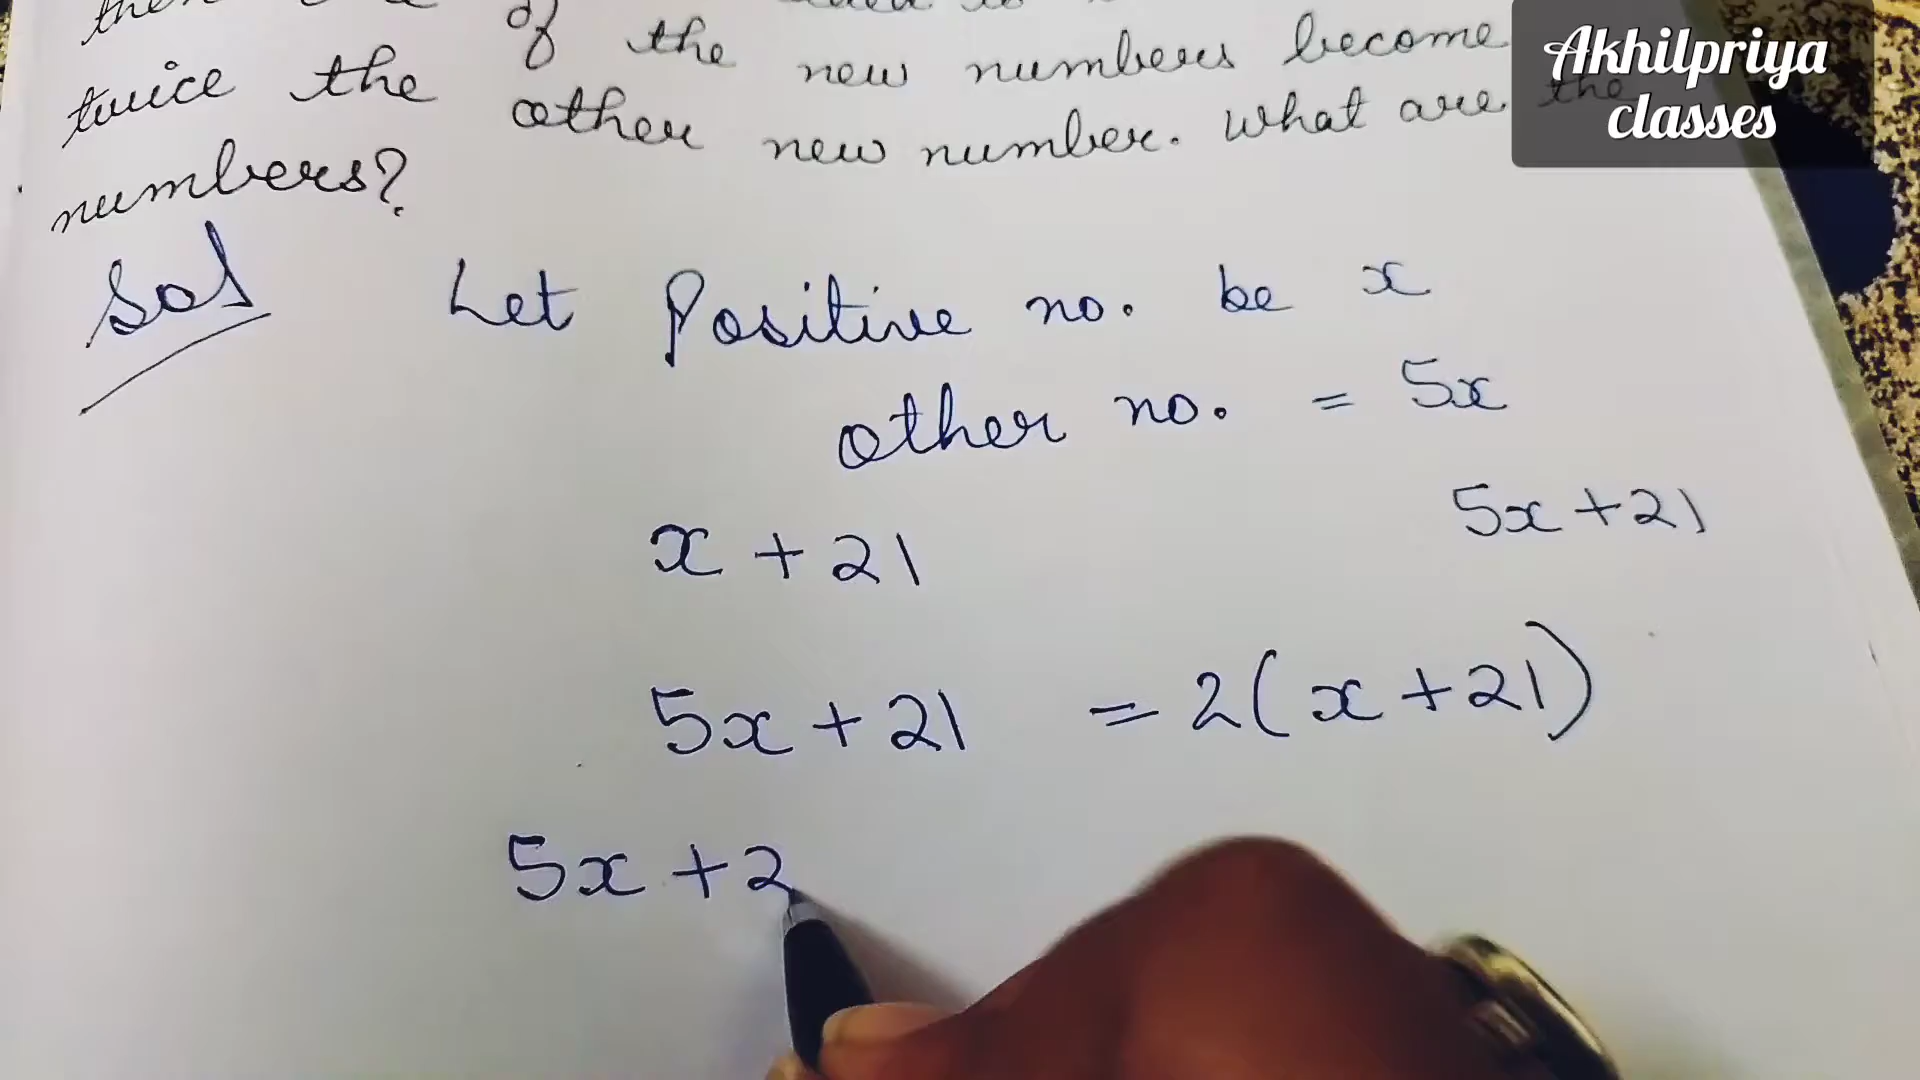 of
twice the of the new numbers become
other new number. What are the
numbers?
Sol Let Positive no. be x
other no. = 5x
x + 21 5x + 21
5x + 21 = 2(x + 21)
5x + 2
Akhilpriya
classes